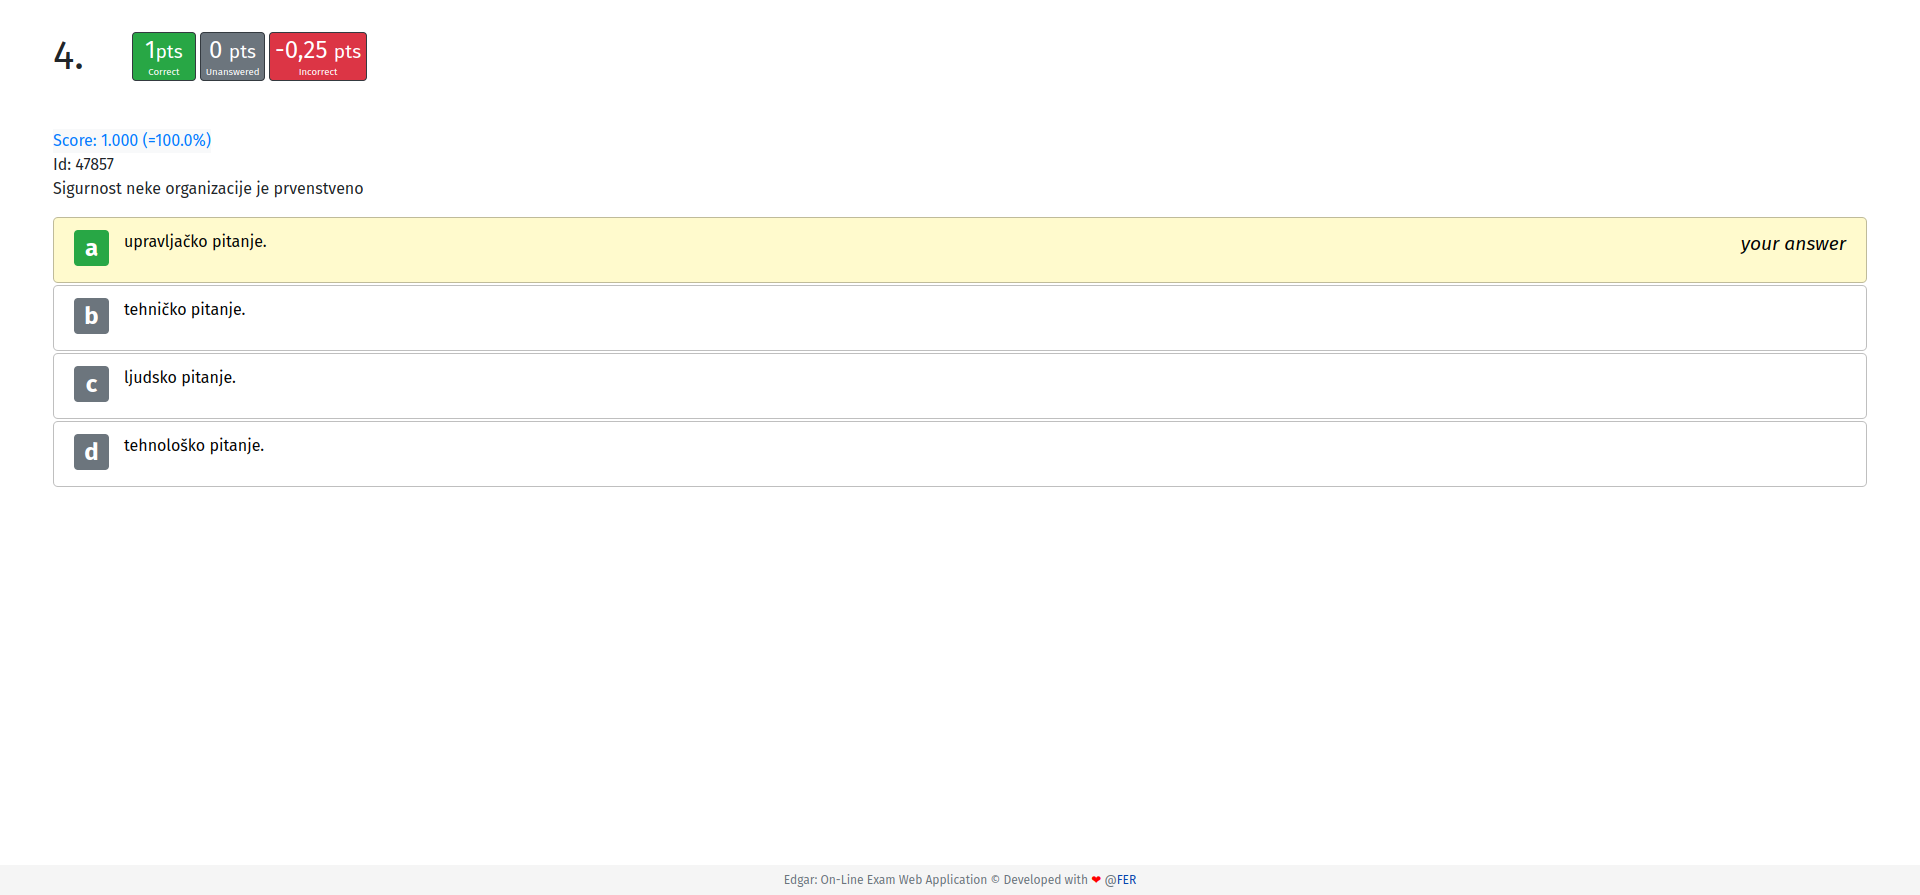 4.
1pts
Correct
0 pts
Unanswered
-0,25 pts
Incorrect
Score: 1.000 (=100.0%)
Id: 47857
Sigurnost neke organizacije je prvenstveno
a upravljačko pitanje. your answer
b tehničko pitanje.
c ljudsko pitanje.
d tehnološko pitanje.
Edgar: On-Line Exam Web Application © Developed with ❤ @FER